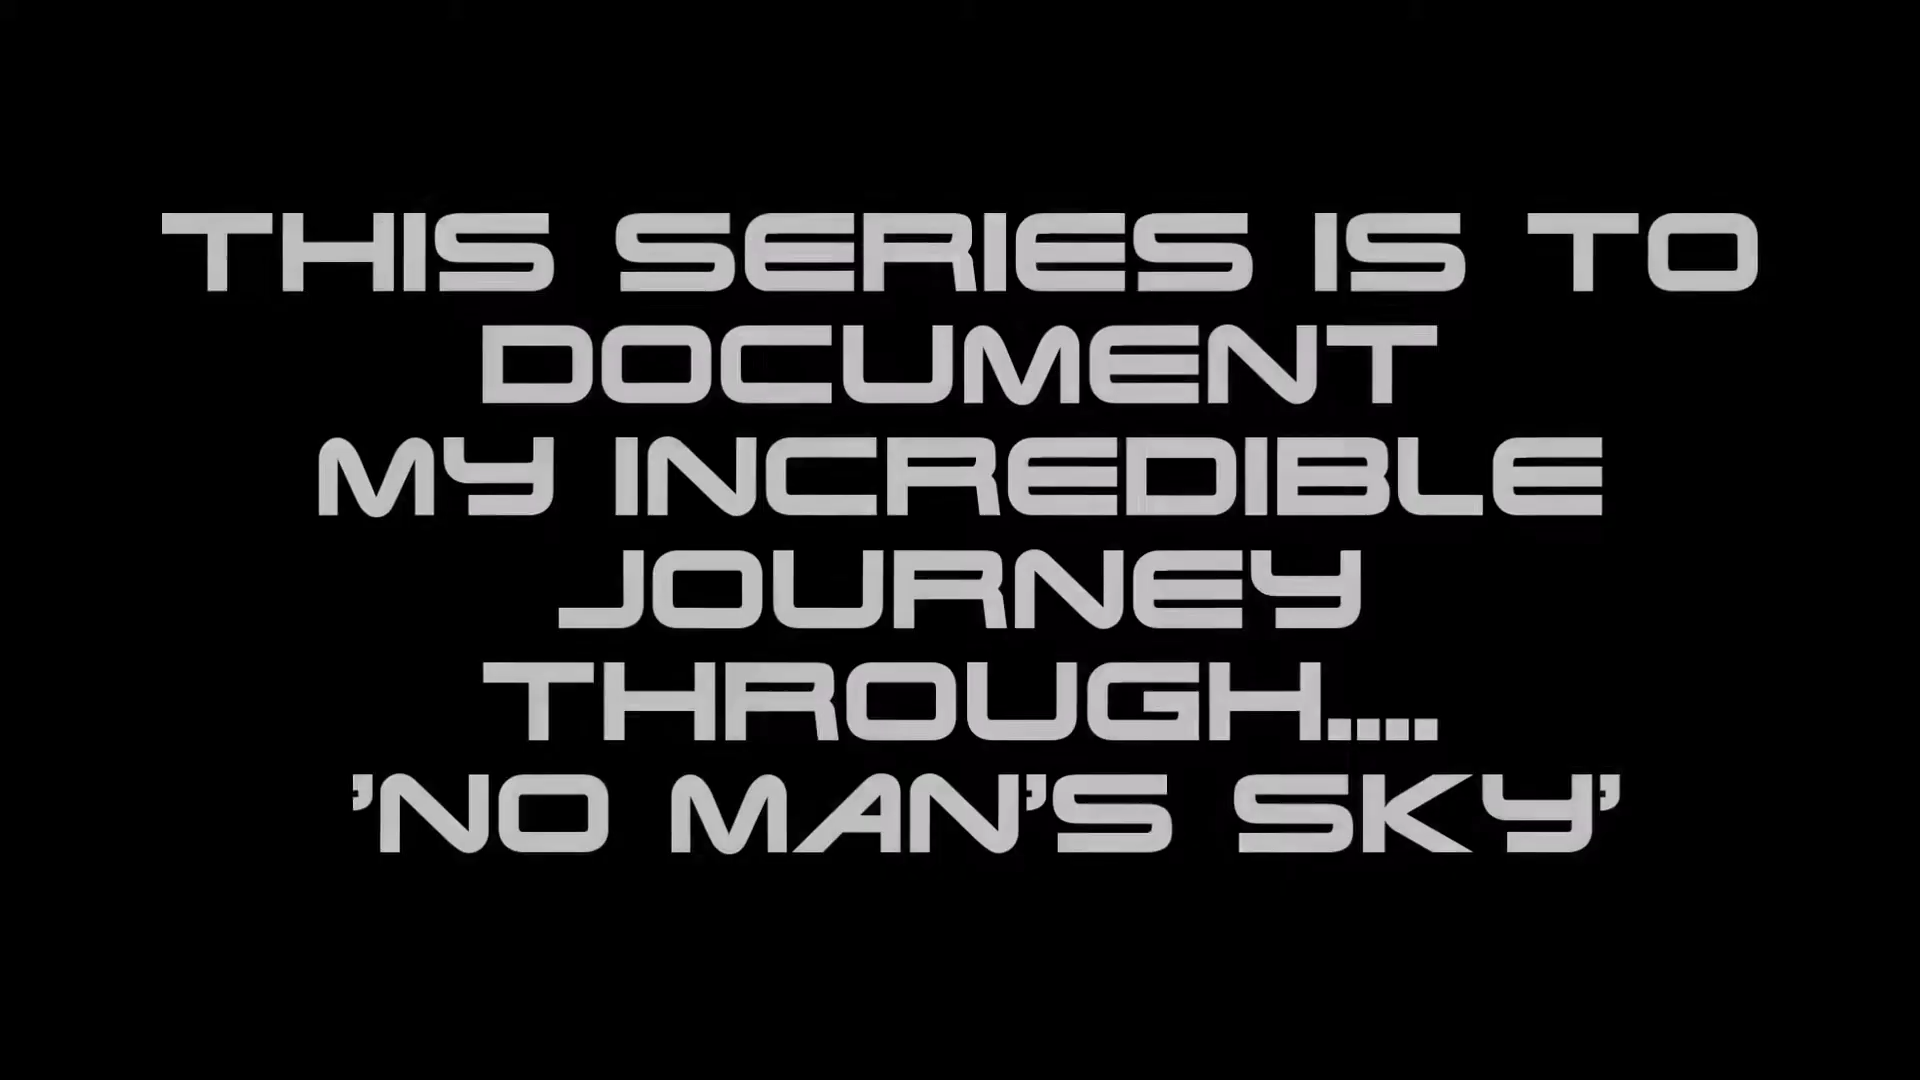 THIS SERIES IS TO
DOCUMENT
MY INCREDIBLE
JOURNEY
THROUGH....
'NO MAN'S SKY'